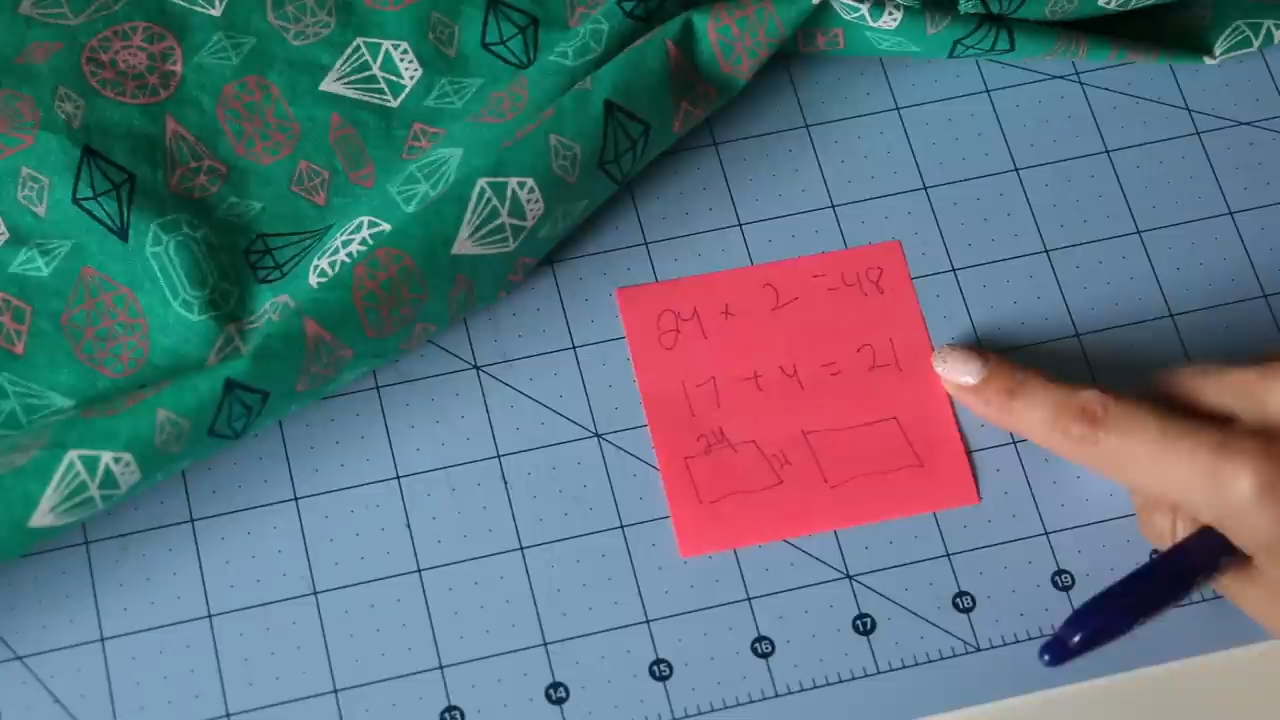 24 x 2 = 48
17 + 4 = 21
24
21
13 14 15 16 17 18 19